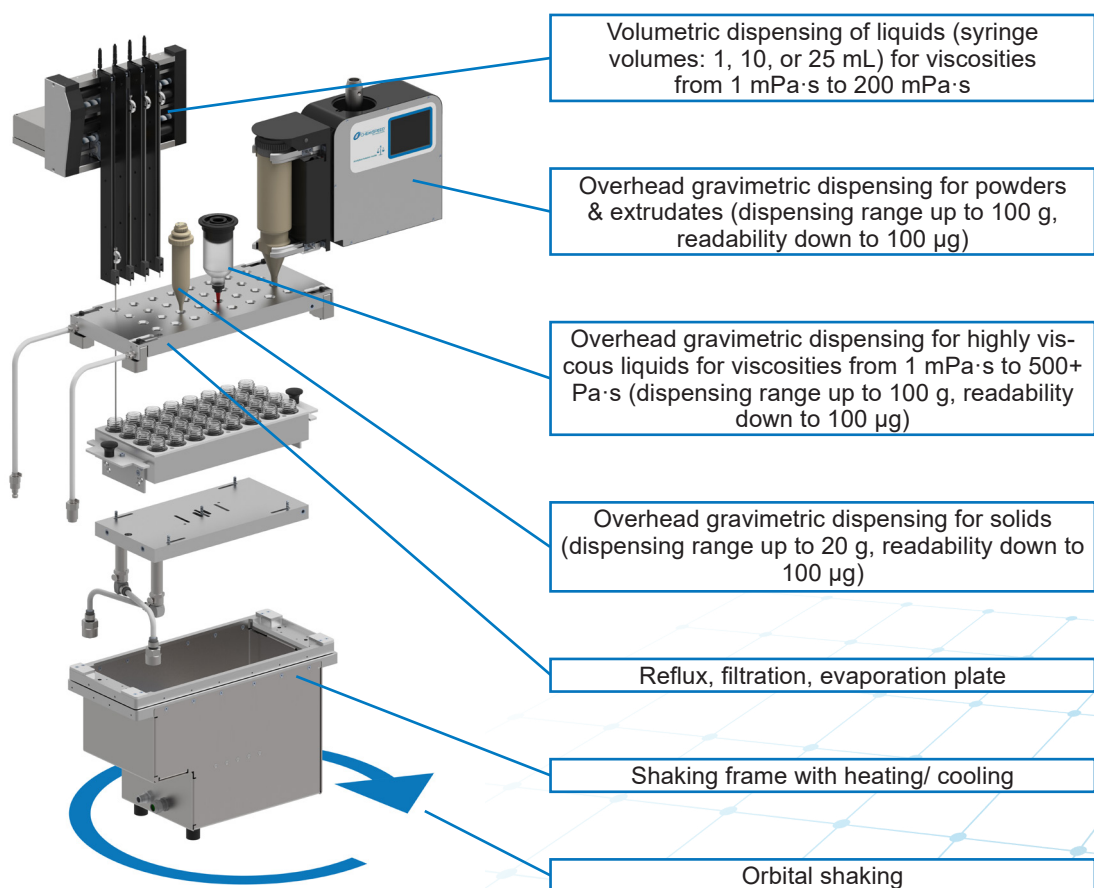 Volumetric dispensing of liquids (syringe
volumes: 1, 10, or 25 mL) for viscosities
from 1 mPa·s to 200 mPa·s
Overhead gravimetric dispensing for powders
& extrudates (dispensing range up to 100 g,
readability down to 100 µg)
Overhead gravimetric dispensing for highly vis-
cous liquids for viscosities from 1 mPa·s to 500+
Pa·s (dispensing range up to 100 g, readability
down to 100 µg)
Overhead gravimetric dispensing for solids
(dispensing range up to 20 g, readability down to
100 µg)
Reflux, filtration, evaporation plate
Shaking frame with heating/ cooling
Orbital shaking